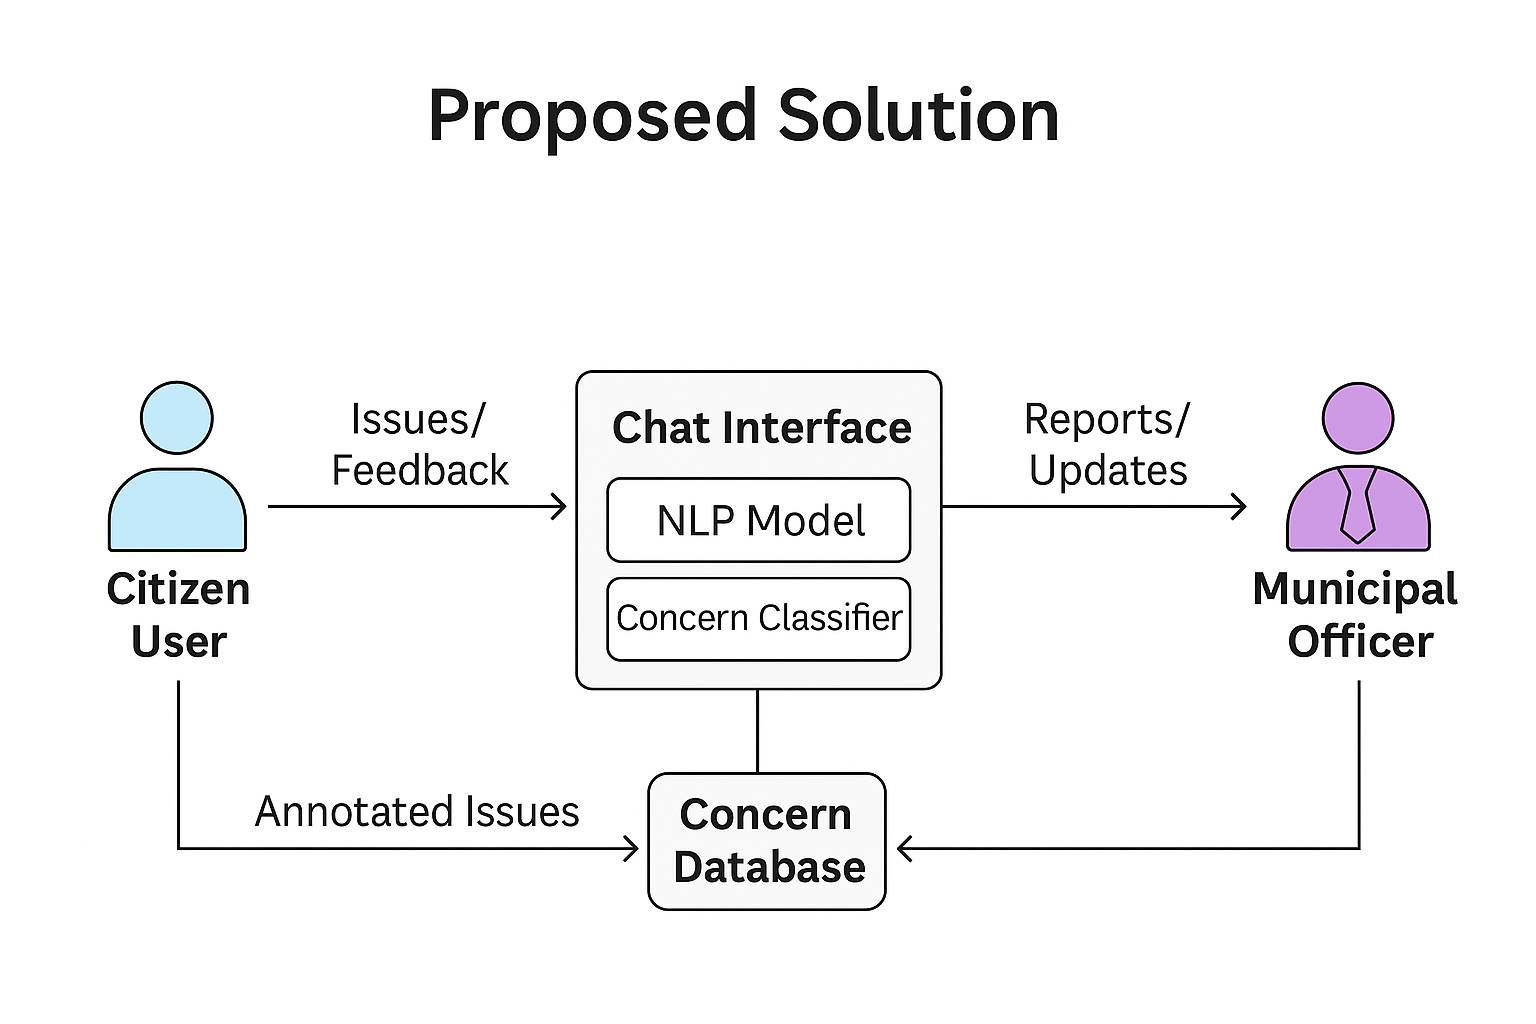 Proposed Solution
Issues/
Feedback
Chat Interface
NLP Model
Concern Classifier
Reports/
Updates
Citizen
User
Municipal
Officer
Annotated Issues
Concern
Database